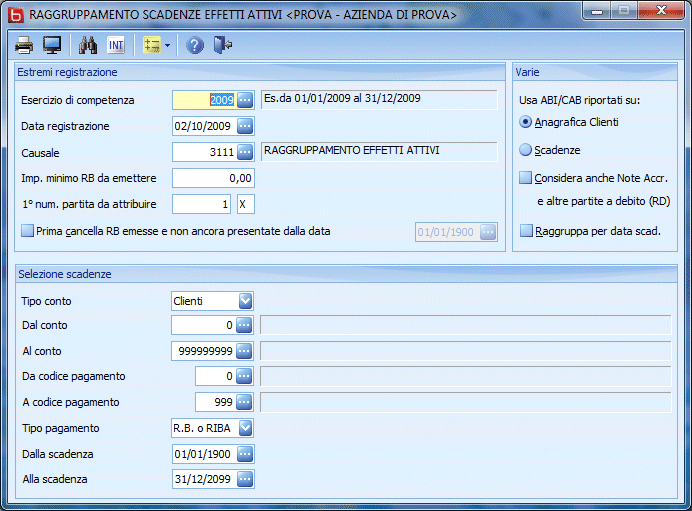 RAGGRUPPAMENTO SCADENZE EFFETTI ATTIVI <PROVA - AZIENDA DI PROVA>
INT
Estremi registrazione
Esercizio di competenza 2009 Es.da 01/01/2009 al 31/12/2009
Data registrazione 02/10/2009
Causale 3111 RAGGRUPPAMENTO EFFETTI ATTIVI
Imp. minimo RB da emettere 0,00
1° num. partita da attribuire 1 X
Prima cancella RB emesse e non ancora presentate dalla data 01/01/1900
Varie
Usa ABI/CAB riportati su:
Anagrafica Clienti
Scadenze
Considera anche Note Accr.
e altre partite a debito (RD)
Raggruppa per data scad.
Selezione scadenze
Tipo conto Clienti
Dal conto 0
Al conto 999999999
Da codice pagamento 0
A codice pagamento 999
Tipo pagamento R.B. o RIBA
Dalla scadenza 01/01/1900
Alla scadenza 31/12/2099